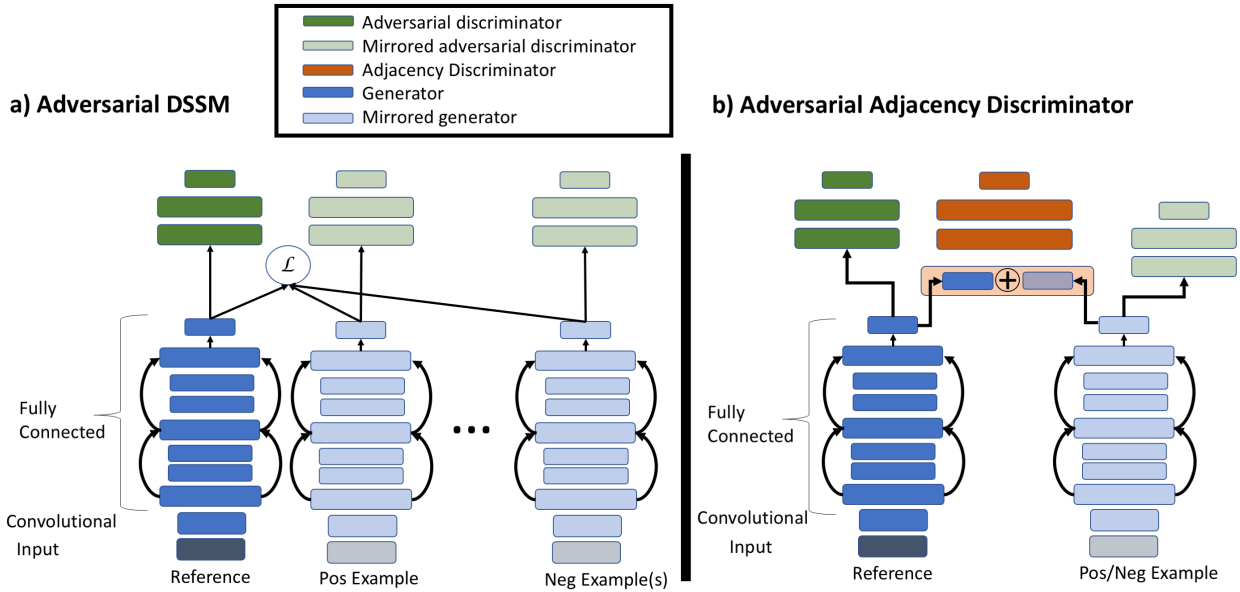 Adversarial discriminator
Mirrored adversarial discriminator
Adjacency Discriminator
Generator
Mirrored generator
a) Adversarial DSSM
b) Adversarial Adjacency Discriminator
ℒ
+
Fully
Connected
...
Convolutional
Input
Reference
Pos Example
Neg Example(s)
Fully
Connected
Convolutional
Input
Reference
Pos/Neg Example